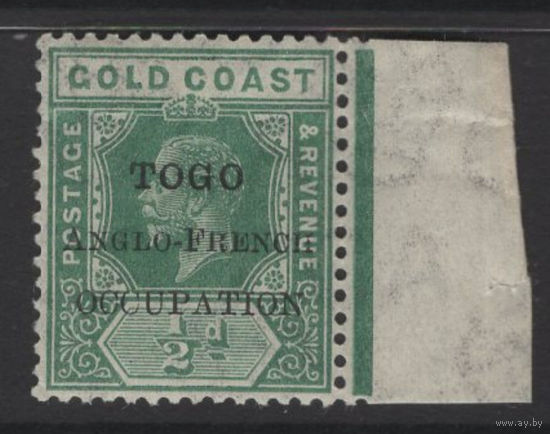 GOLD COAST
POSTAGE
& REVENUE
TOGO
ANGLO-FRENCH
OCCUPATION
½d
www.ay.by